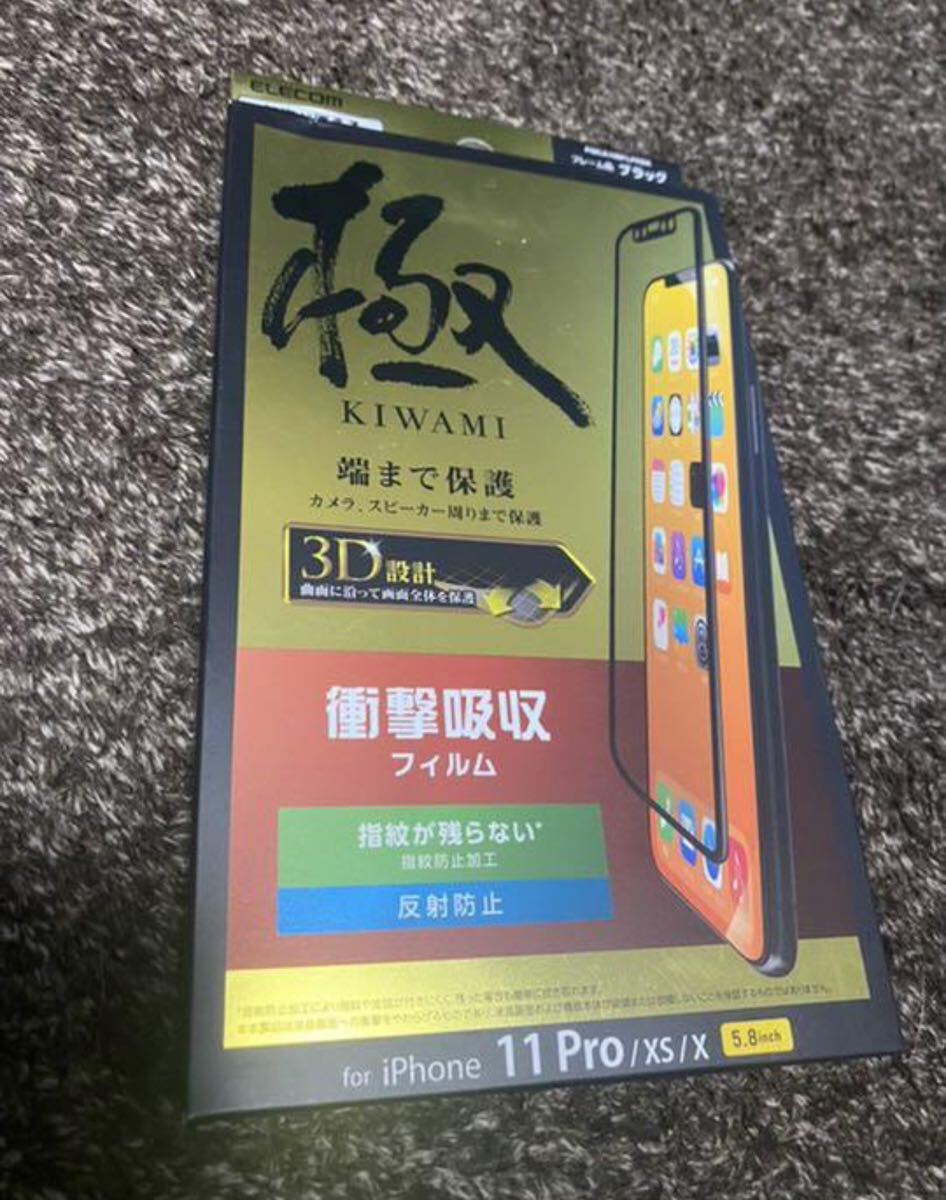 ELECOM
フレーム色 ブラック
極
KIWAMI
端まで保護
カメラ、スピーカー周りまで保護
3D設計
曲面に沿って画面全体を保護
衝撃吸収
フィルム
指紋が残らない*
指紋防止加工
反射防止
for iPhone 11 Pro/XS/X 5.8inch